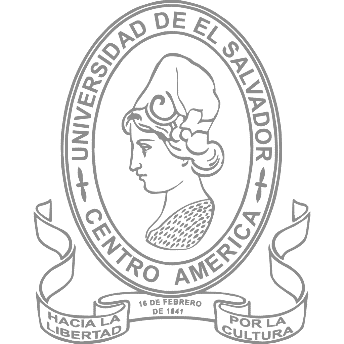 UNIVERSIDAD DE EL SALVADOR
CENTRO AMERICA
HACIA LA
LIBERTAD
16 DE FEBRERO
DE 1841
POR LA
CULTURA